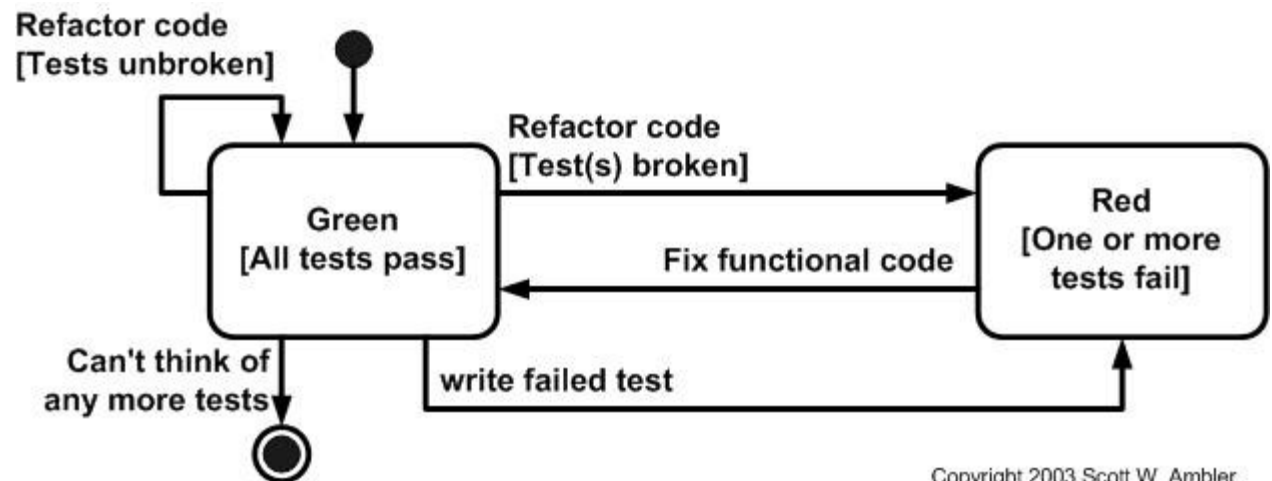 Refactor code
[Tests unbroken]
Refactor code
[Test(s) broken]
Green
[All tests pass]
Red
[One or more
tests fail]
Fix functional code
Can't think of
any more tests
write failed test
Copyright 2003 Scott W. Ambler